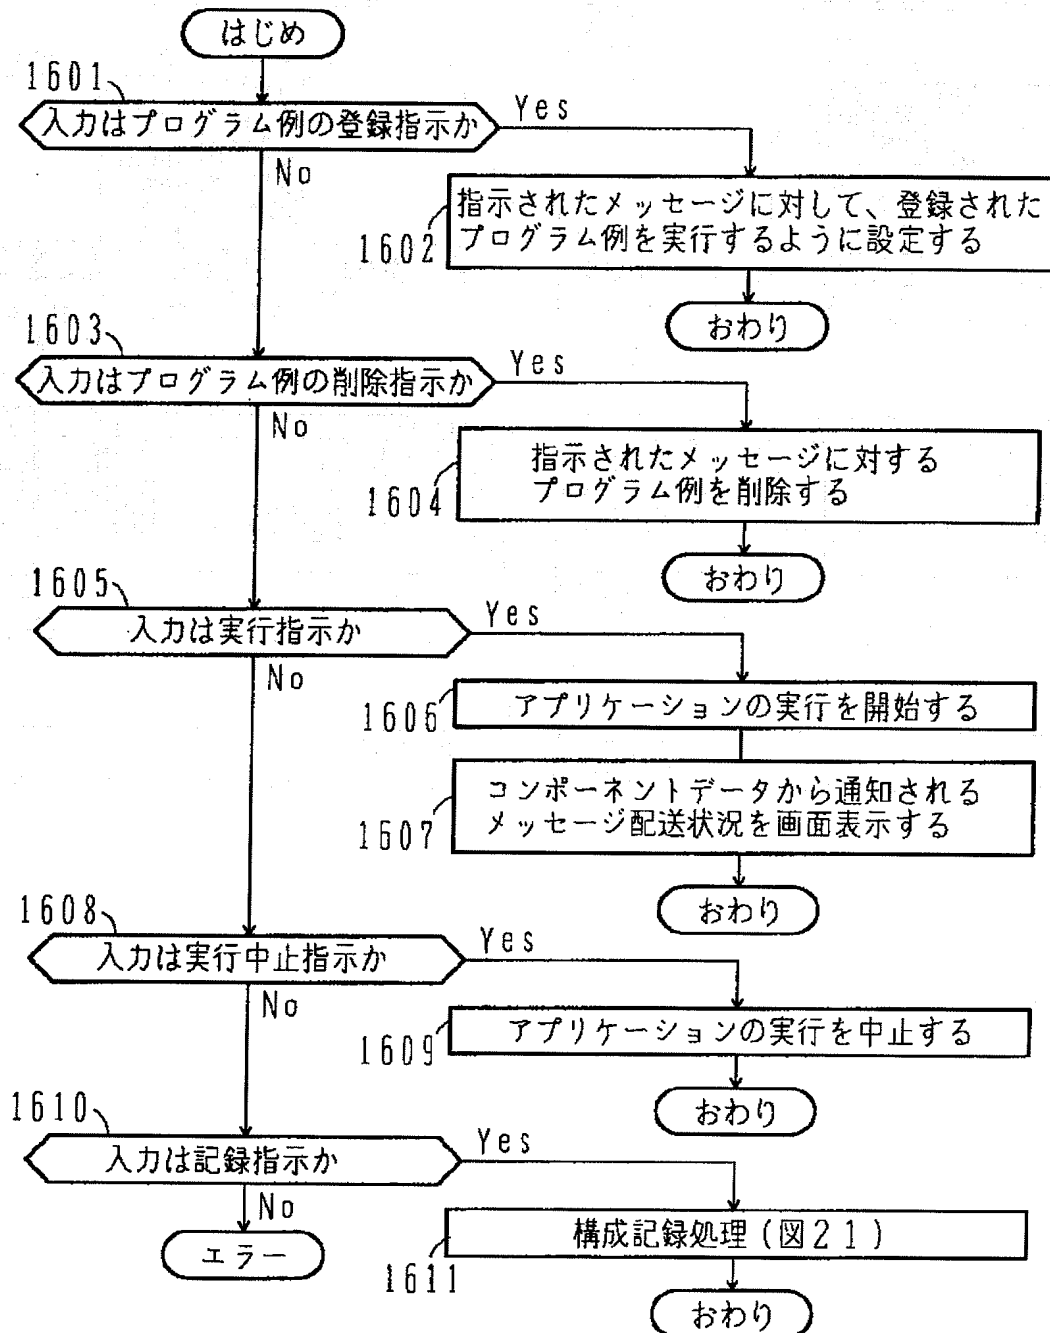 はじめ
1601
入力はプログラム例の登録指示か
Yes
No
指示されたメッセージに対して、登録された
プログラム例を実行するように設定する
1602
おわり
1603
入力はプログラム例の削除指示か
Yes
No
指示されたメッセージに対する
プログラム例を削除する
1604
おわり
1605
入力は実行指示か
Yes
No
アプリケーションの実行を開始する
1606
コンポーネントデータから通知される
メッセージ配送状況を画面表示する
1607
おわり
1608
入力は実行中止指示か
Yes
No
アプリケーションの実行を中止する
1609
おわり
1610
入力は記録指示か
Yes
No
エラー
構成記録処理(図21)
1611
おわり